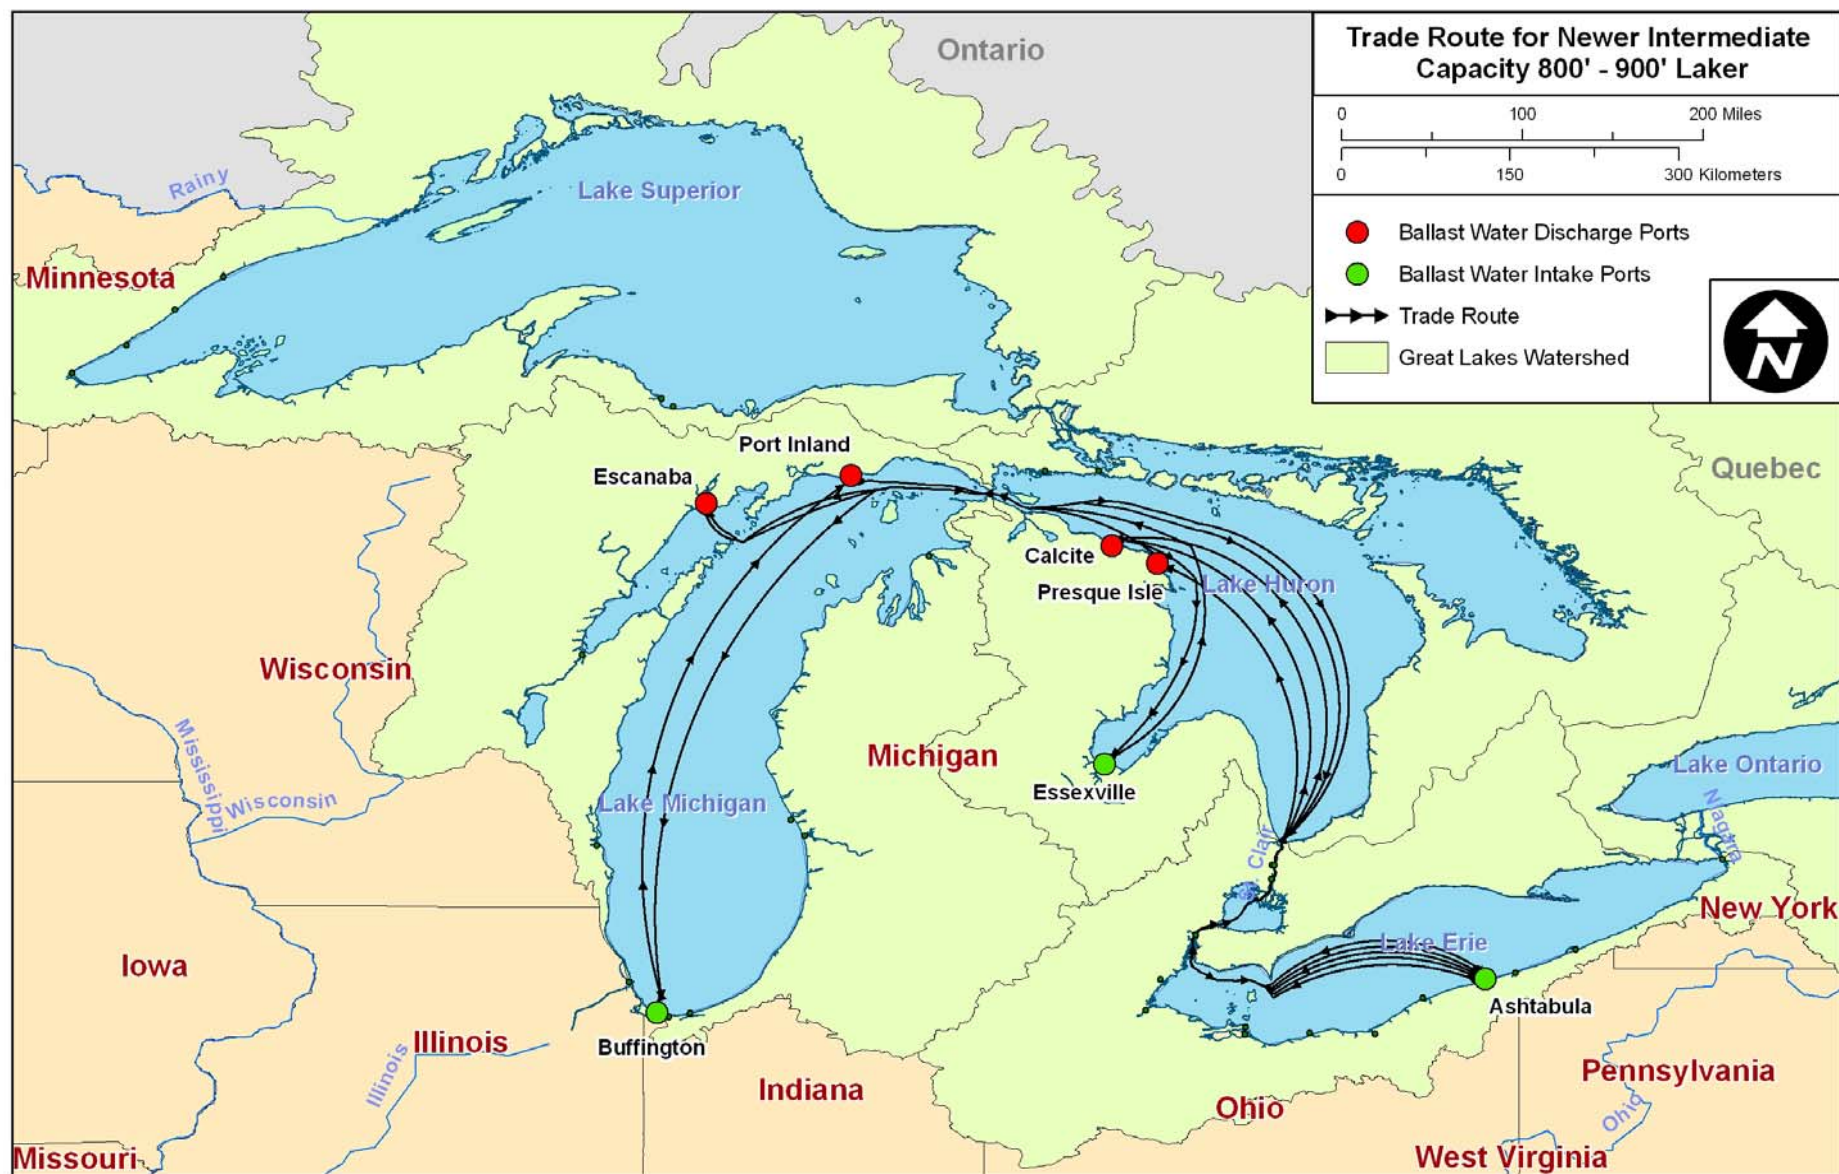 Trade Route for Newer Intermediate
Capacity 800' - 900' Laker
0 100 200 Miles
0 150 300 Kilometers
Ballast Water Discharge Ports
Ballast Water Intake Ports
Trade Route
Great Lakes Watershed
N
Ontario
Rainy
Lake Superior
Minnesota
Port Inland
Escanaba
Quebec
Calcite
Presque Isle
Lake Huron
Wisconsin
Mississippi
Wisconsin
Michigan
Lake Michigan
Essexville
Lake Ontario
Niagara
St. Clair
New York
Lake Erie
Iowa
Ashtabula
Buffington
Illinois
Illinois
Indiana
Pennsylvania
Ohio
Ohio
Missouri
West Virginia